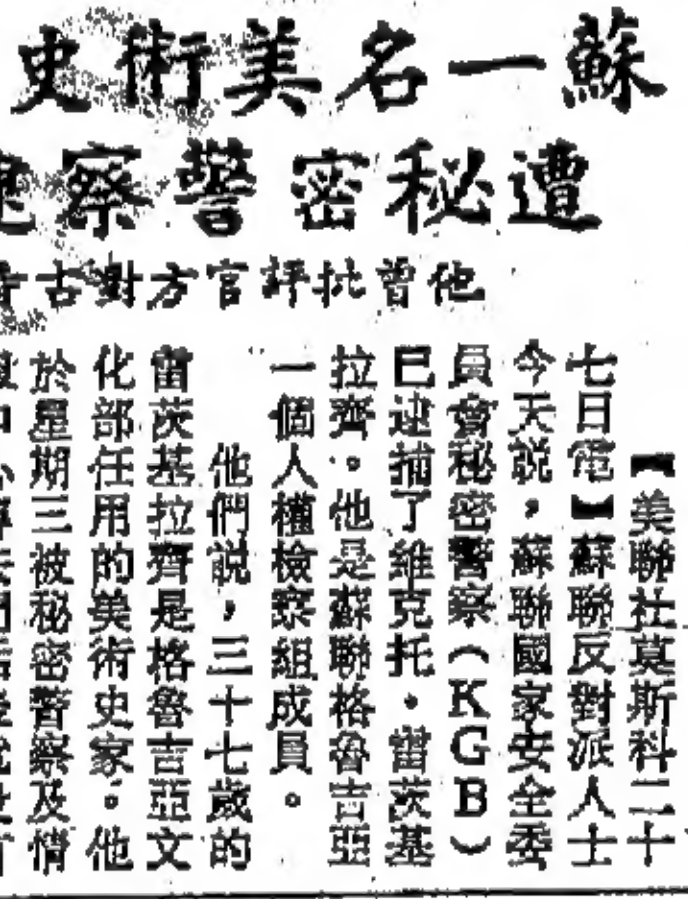 蘇一名美術史
遭秘密警察
他曾批評官方對古
【美聯社莫斯科二十
七日電】蘇聯反對派人士
今天説,蘇聯國家安全委
員會秘密警察(KGB)
已逮捕了維克托·雷茨基
拉齊。他是蘇聯格魯吉亞
一個人權檢察組成員。
他們説,三十七歲的
雷茨基拉齊是格魯吉亞文
化部任用的美術史家。他
於星期三被秘密警察及情